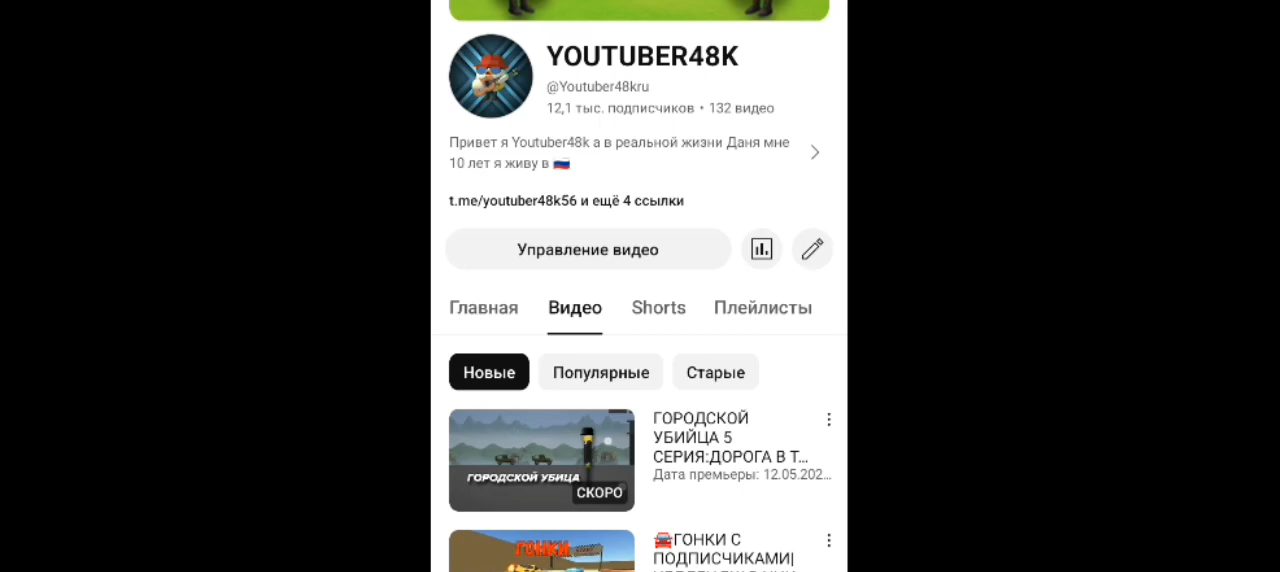 YOUTUBER48K
@Youtuber48kru
12,1 тыс. подписчиков • 132 видео
Привет я Youtuber48k а в реальной жизни Даня мне
10 лет я живу в 🇷🇺
t.me/youtuber48k56 и ещё 4 ссылки
Управление видео
Главная Видео Shorts Плейлисты
Новые Популярные Старые
ГОРОДСКОЙ
УБИЙЦА 5
СЕРИЯ:ДОРОГА В Т...
Дата премьеры: 12.05.202...
ГОРОДСКОЙ УБИЦА
СКОРО
🚘ГОНКИ С
ПОДПИСЧИКАМИ|
ГОНКИ